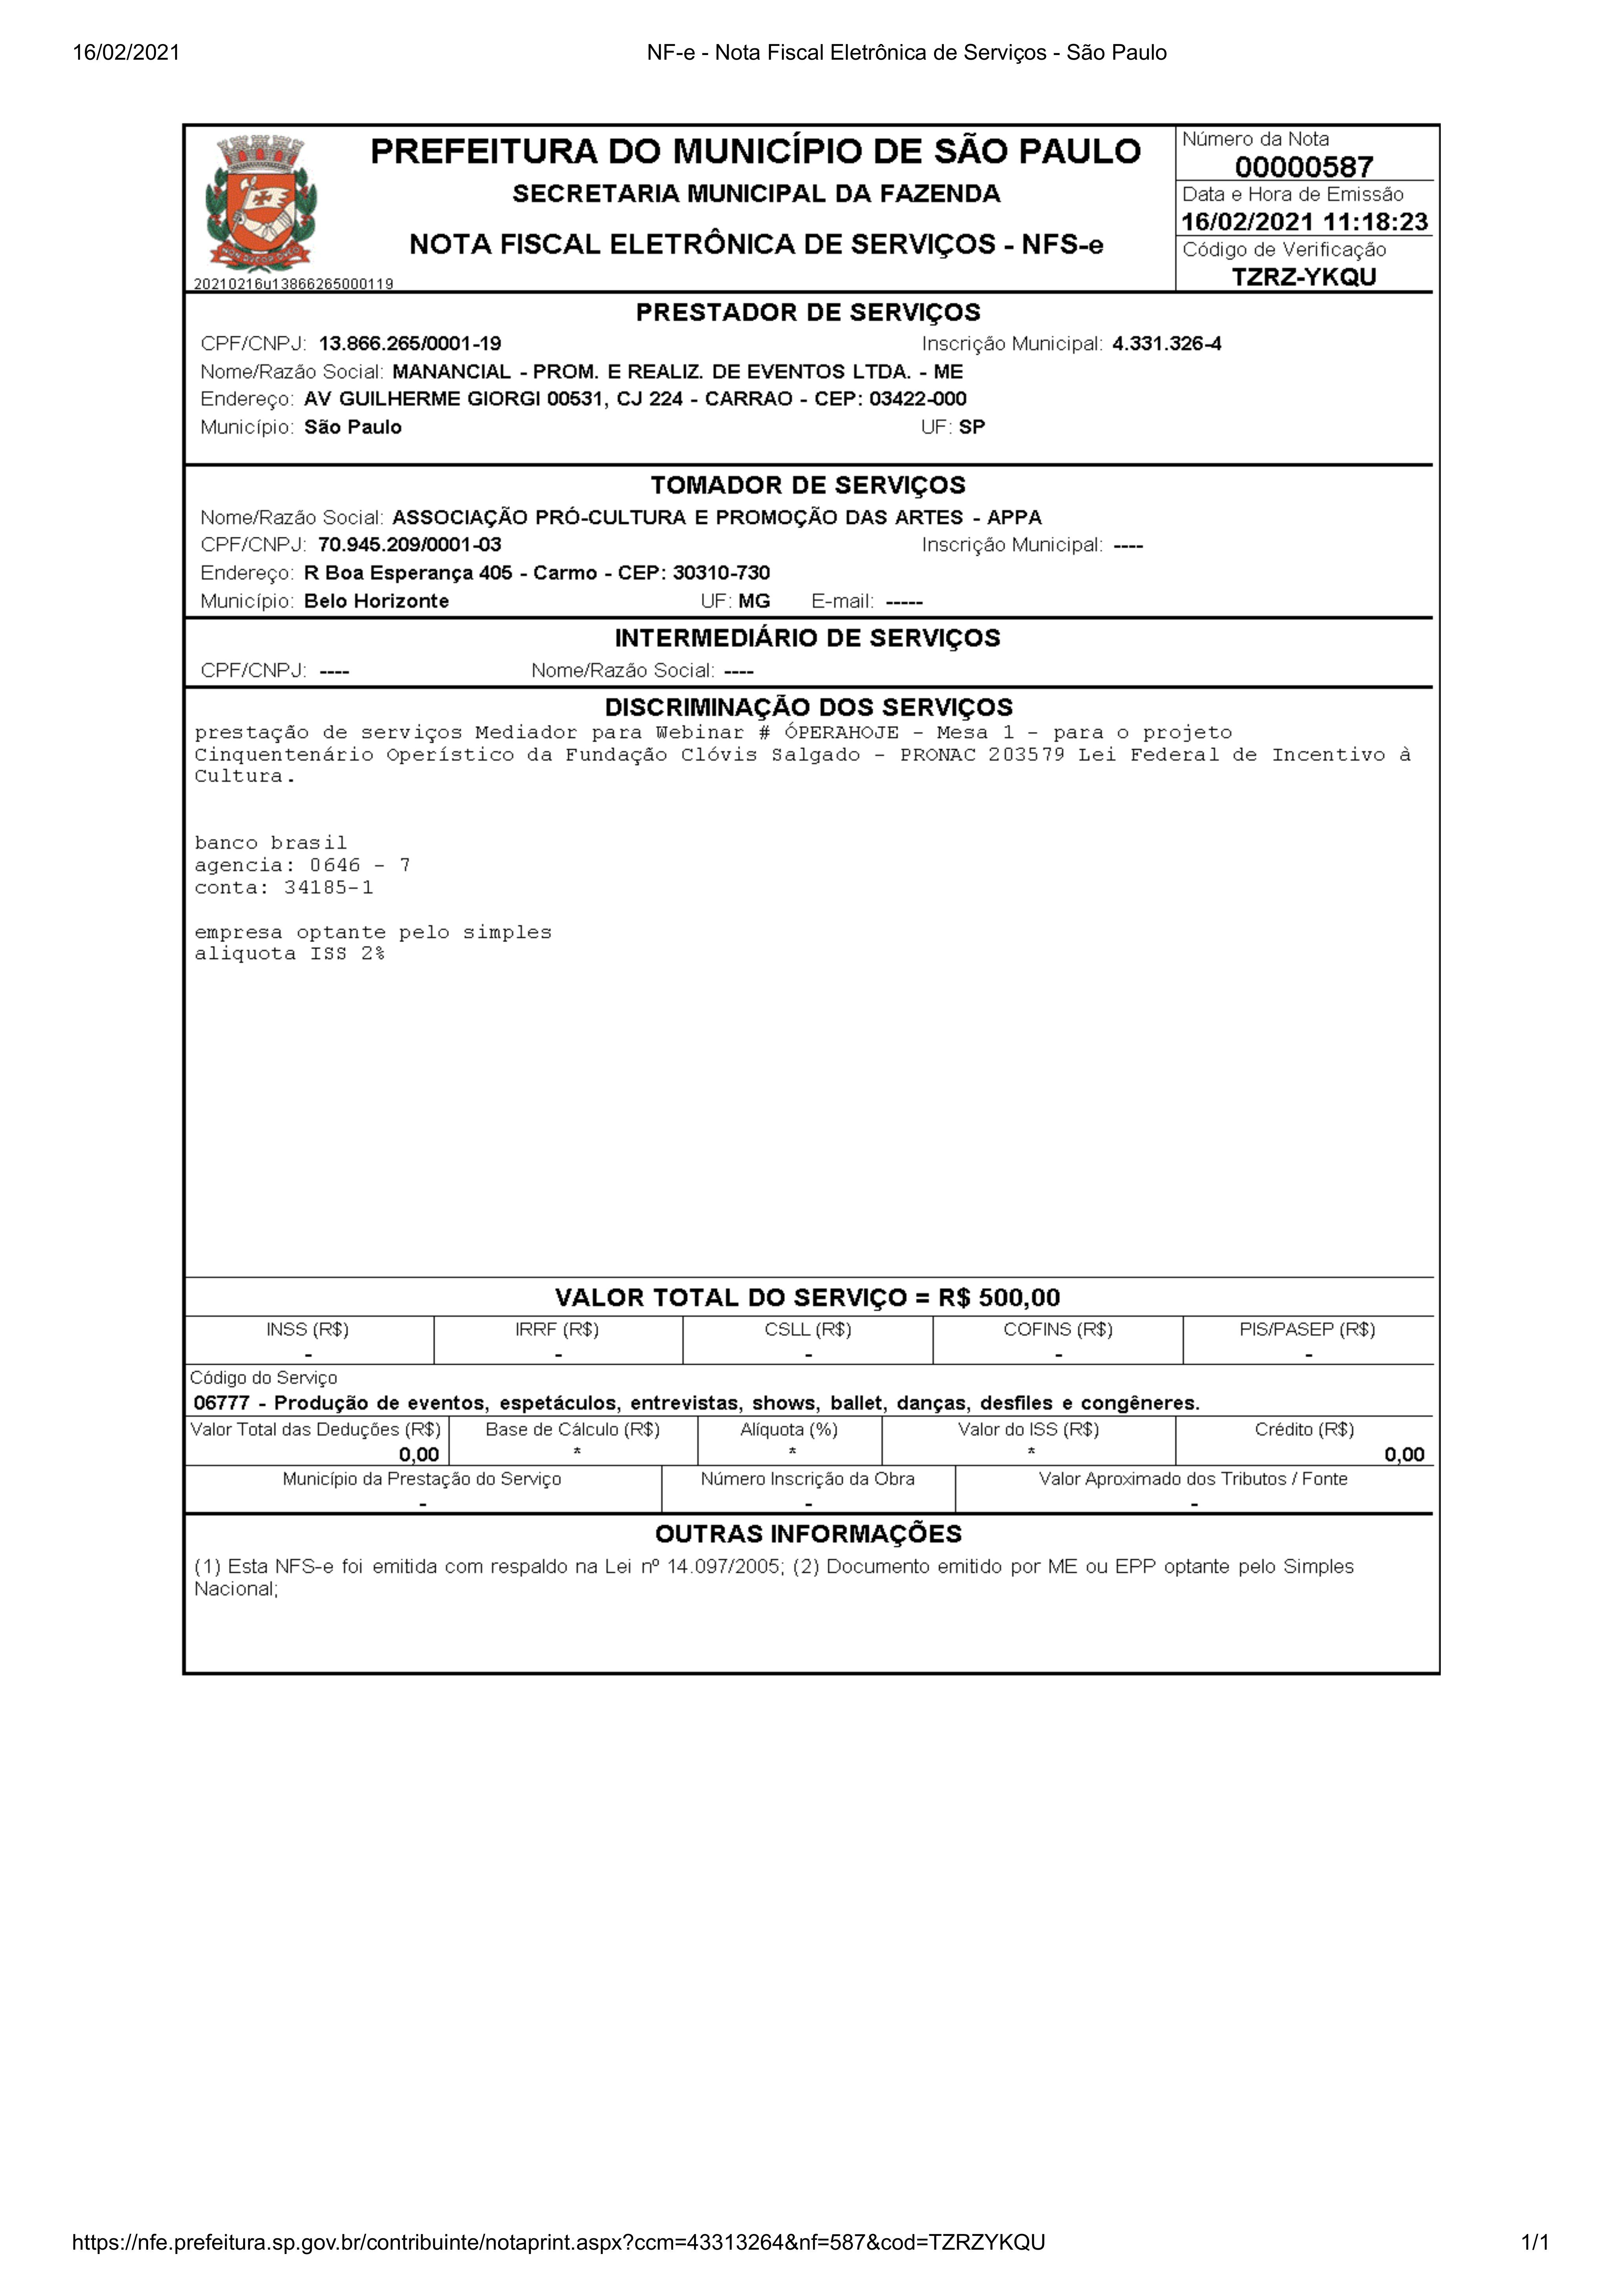 16/02/2021 NF-e - Nota Fiscal Eletrônica de Serviços - São Paulo
PREFEITURA DO MUNICÍPIO DE SÃO PAULO
SECRETARIA MUNICIPAL DA FAZENDA
NOTA FISCAL ELETRÔNICA DE SERVIÇOS - NFS-e
20210216u13866265000119
Número da Nota
00000587
Data e Hora de Emissão
16/02/2021 11:18:23
Código de Verificação
TZRZ-YKQU
PRESTADOR DE SERVIÇOS
CPF/CNPJ: 13.866.265/0001-19 Inscrição Municipal: 4.331.326-4
Nome/Razão Social: MANANCIAL - PROM. E REALIZ. DE EVENTOS LTDA. - ME
Endereço: AV GUILHERME GIORGI 00531, CJ 224 - CARRAO - CEP: 03422-000
Município: São Paulo UF: SP
TOMADOR DE SERVIÇOS
Nome/Razão Social: ASSOCIAÇÃO PRÓ-CULTURA E PROMOÇÃO DAS ARTES - APPA
CPF/CNPJ: 70.945.209/0001-03 Inscrição Municipal: ----
Endereço: R Boa Esperança 405 - Carmo - CEP: 30310-730
Município: Belo Horizonte UF: MG E-mail: -----
INTERMEDIÁRIO DE SERVIÇOS
CPF/CNPJ: ---- Nome/Razão Social: ----
DISCRIMINAÇÃO DOS SERVIÇOS
prestação de serviços Mediador para Webinar # ÓPERAHOJE - Mesa 1 - para o projeto
Cinquentenário Operístico da Fundação Clóvis Salgado - PRONAC 203579 Lei Federal de Incentivo à
Cultura.
banco brasil
agencia: 0646 - 7
conta: 34185-1
empresa optante pelo simples
aliquota ISS 2%
VALOR TOTAL DO SERVIÇO = R$ 500,00
INSS (R$) IRRF (R$) CSLL (R$) COFINS (R$) PIS/PASEP (R$)
- - - - -
Código do Serviço
06777 - Produção de eventos, espetáculos, entrevistas, shows, ballet, danças, desfiles e congêneres.
Valor Total das Deduções (R$) Base de Cálculo (R$) Alíquota (%) Valor do ISS (R$) Crédito (R$)
0,00 * * * 0,00
Município da Prestação do Serviço Número Inscrição da Obra Valor Aproximado dos Tributos / Fonte
- - -
OUTRAS INFORMAÇÕES
(1) Esta NFS-e foi emitida com respaldo na Lei nº 14.097/2005; (2) Documento emitido por ME ou EPP optante pelo Simples
Nacional;
https://nfe.prefeitura.sp.gov.br/contribuinte/notaprint.aspx?ccm=43313264&nf=587&cod=TZRZYKQU 1/1